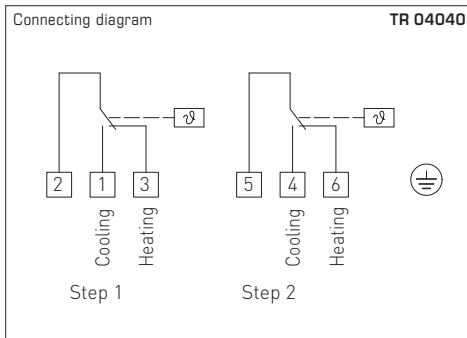 Connecting diagram TR 04040
ϑ ϑ
2 1 3 5 4 6
Cooling Heating Cooling Heating
Step 1 Step 2